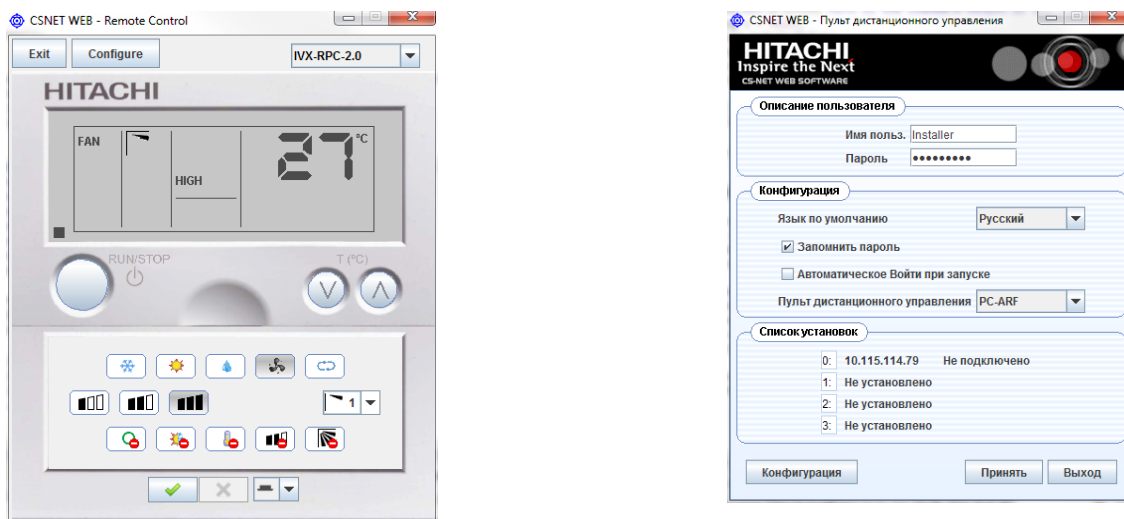 CSNET WEB - Remote Control
Exit
Configure
IVX-RPC-2.0
HITACHI
FAN
HIGH
27 °C
RUN/STOP
T (°C)
1
CSNET WEB - Пульт дистанционного управления
HITACHI
Inspire the Next
CS-NET WEB SOFTWARE
Описание пользователя
Имя польз. Installer
Пароль •••••••••
Конфигурация
Язык по умолчанию Русский
Запомнить пароль
Автоматическое Войти при запуске
Пульт дистанционного управления PC-ARF
Список установок
0: 10.115.114.79 Не подключено
1: Не установлено
2: Не установлено
3: Не установлено
Конфигурация
Принять
Выход